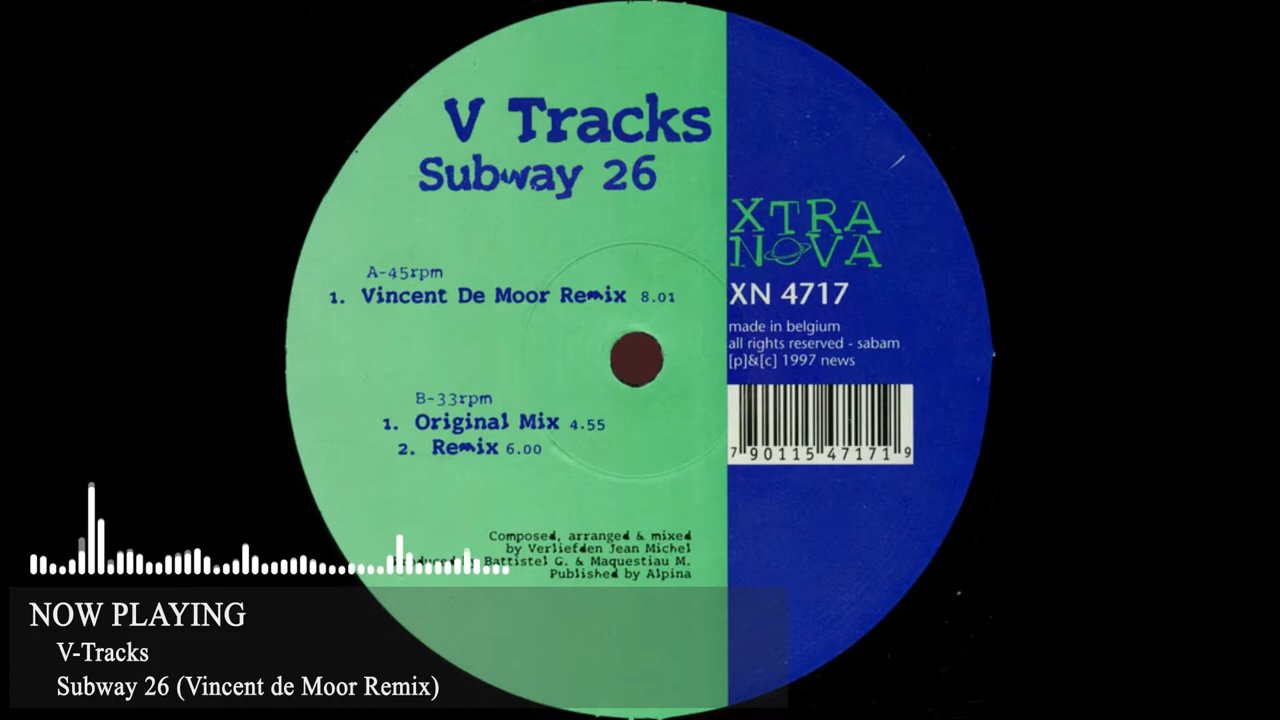 V Tracks
Subway 26
A-45rpm
1. Vincent De Moor Remix 8.01
B-33rpm
1. Original Mix 4.55
2. Remix 6.00
Composed, arranged & mixed
by Verliefden Jean Michel
Produced by Battistel G. & Maquestiau M.
Published by Alpina
XTRA
NOVA
XN 4717
made in belgium
all rights reserved - sabam
[p]&[c] 1997 news
7 90115 47171 9
NOW PLAYING
V-Tracks
Subway 26 (Vincent de Moor Remix)